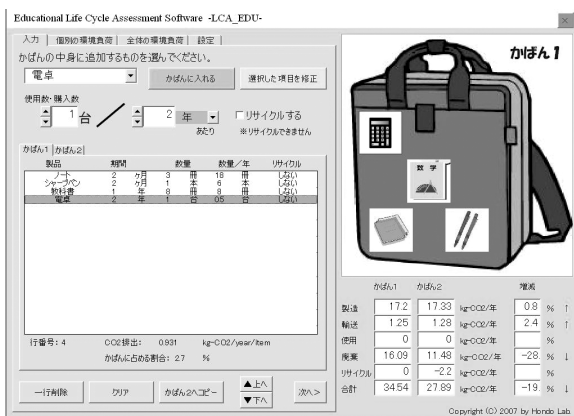 Educational Life Cycle Assessment Software -LCA_EDU-
入力 個別の環境負荷 全体の環境負荷 設定
かばんの中身に追加するものを選んでください。
電卓 かばんに入れる 選択した項目を修正
使用数・購入数
1 台 / 2 年 リサイクルする
あたり ※リサイクルできません
かばん1 かばん2
製品 期間 数量 数量/年 リサイクル
ノート 2 ヶ月 3 冊 18 冊 しない
シャープペン 2 ヶ月 1 本 6 本 しない
教科書 1 年 8 冊 8 冊 しない
電卓 2 年 1 台 05 台 しない
行番号: 4 CO2排出: 0.931 kg-CO2/year/item
かばんに占める割合: 2.7 %
一行削除 クリア かばん2へコピー ▲上へ ▼下へ 次へ>
かばん1
数学
かばん1 かばん2 増減
製造 17.2 17.33 kg-CO2/年 0.8 % ↑
輸送 1.25 1.28 kg-CO2/年 2.4 % ↑
使用 0 0 kg-CO2/年 %
廃棄 16.09 11.48 kg-CO2/年 -28. % ↓
リサイクル 0 -2.2 kg-CO2/年 %
合計 34.54 27.89 kg-CO2/年 -19. % ↓
Copyright (C) 2007 by Hondo Lab.